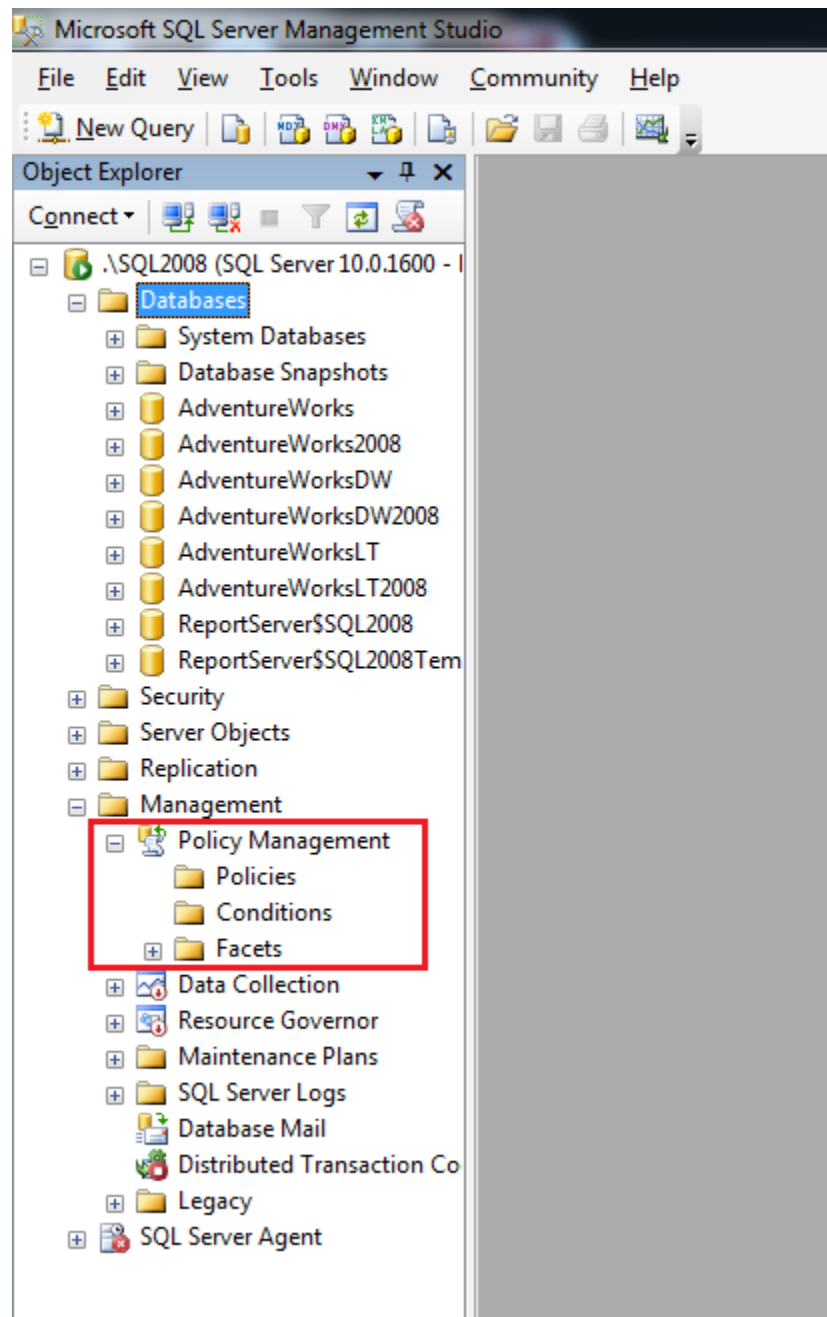 Microsoft SQL Server Management Studio
File Edit View Tools Window Community Help
New Query MDX DMX XMLA
Object Explorer
Connect
.\SQL2008 (SQL Server 10.0.1600 -
Databases
System Databases
Database Snapshots
AdventureWorks
AdventureWorks2008
AdventureWorksDW
AdventureWorksDW2008
AdventureWorksLT
AdventureWorksLT2008
ReportServer$SQL2008
ReportServer$SQL2008Tem
Security
Server Objects
Replication
Management
Policy Management
Policies
Conditions
Facets
Data Collection
Resource Governor
Maintenance Plans
SQL Server Logs
Database Mail
Distributed Transaction Co
Legacy
SQL Server Agent